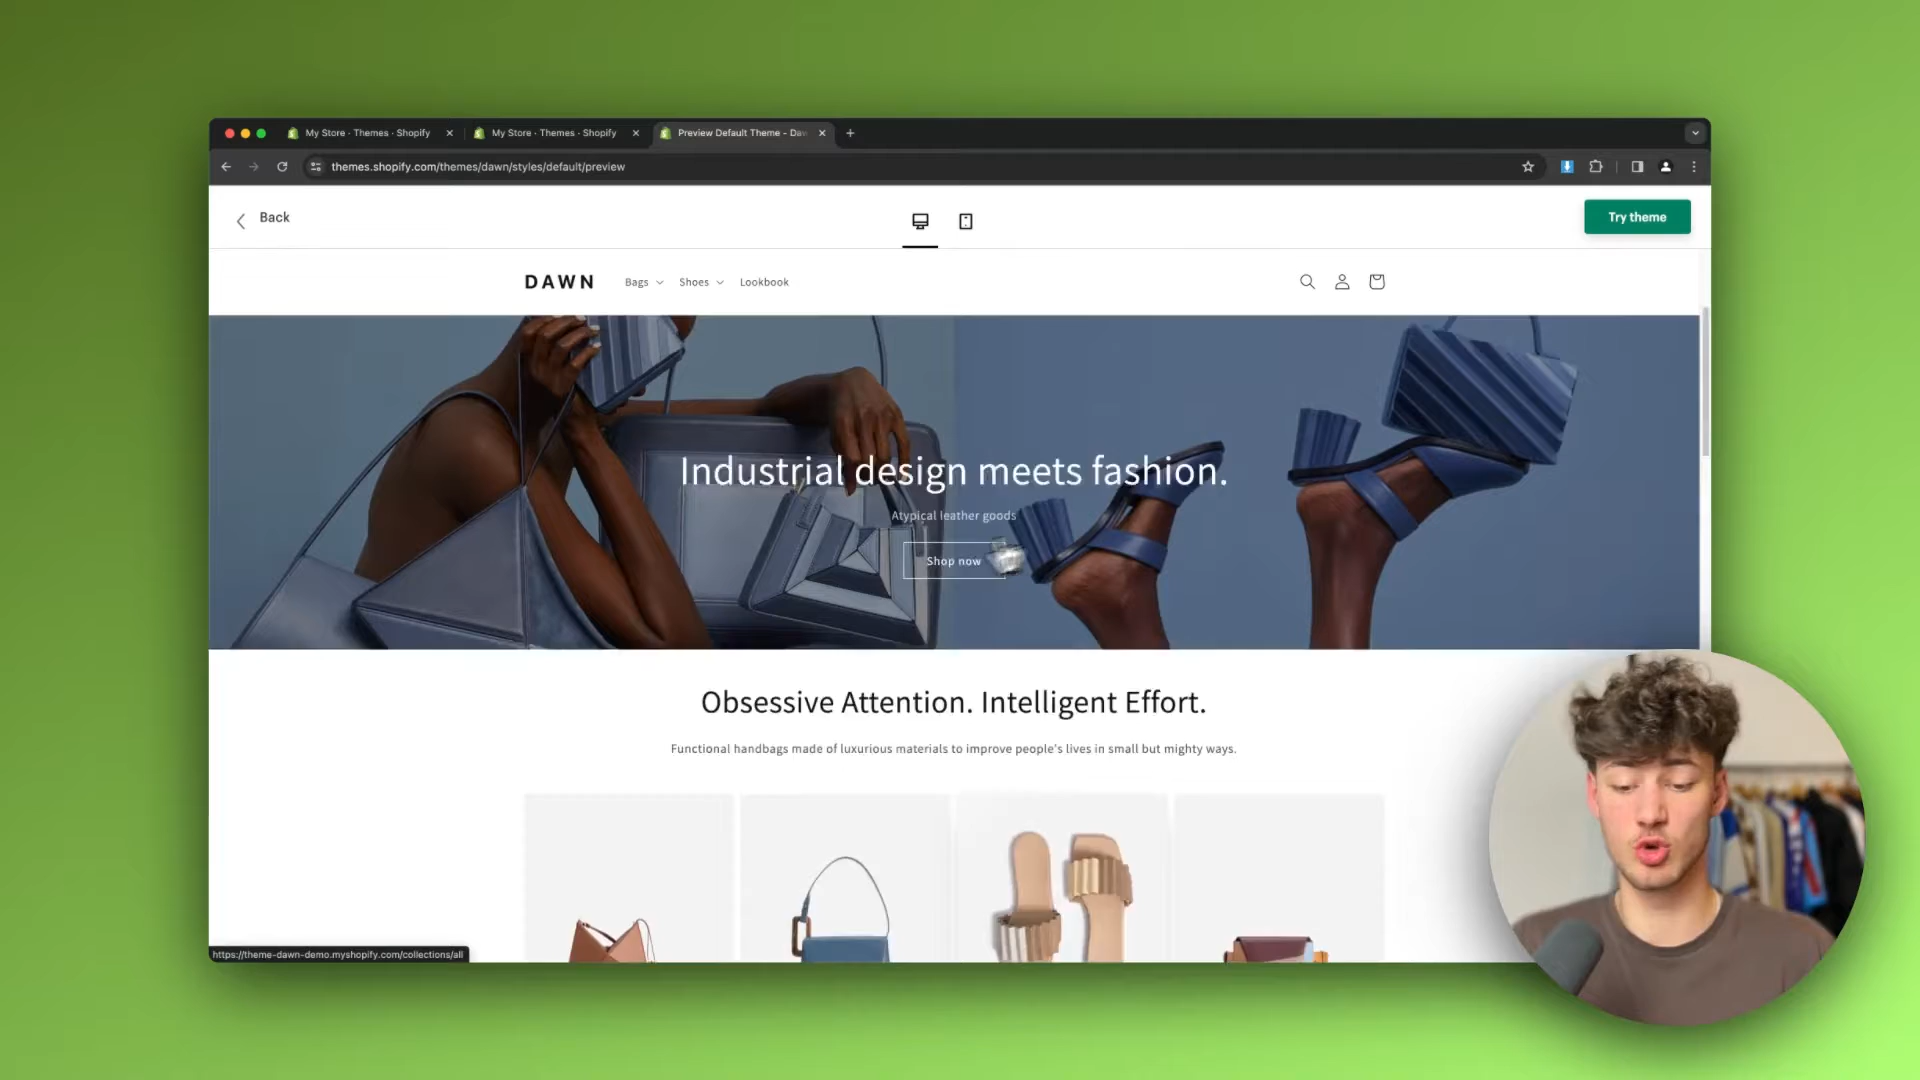 My Store · Themes · Shopify
My Store · Themes · Shopify
Preview Default Theme - Daw
themes.shopify.com/themes/dawn/styles/default/preview
Back
Try theme
DAWN
Bags
Shoes
Lookbook
Industrial design meets fashion.
Atypical leather goods
Shop now
Obsessive Attention. Intelligent Effort.
Functional handbags made of luxurious materials to improve people's lives in small but mighty ways.
https://theme-dawn-demo.myshopify.com/collections/all